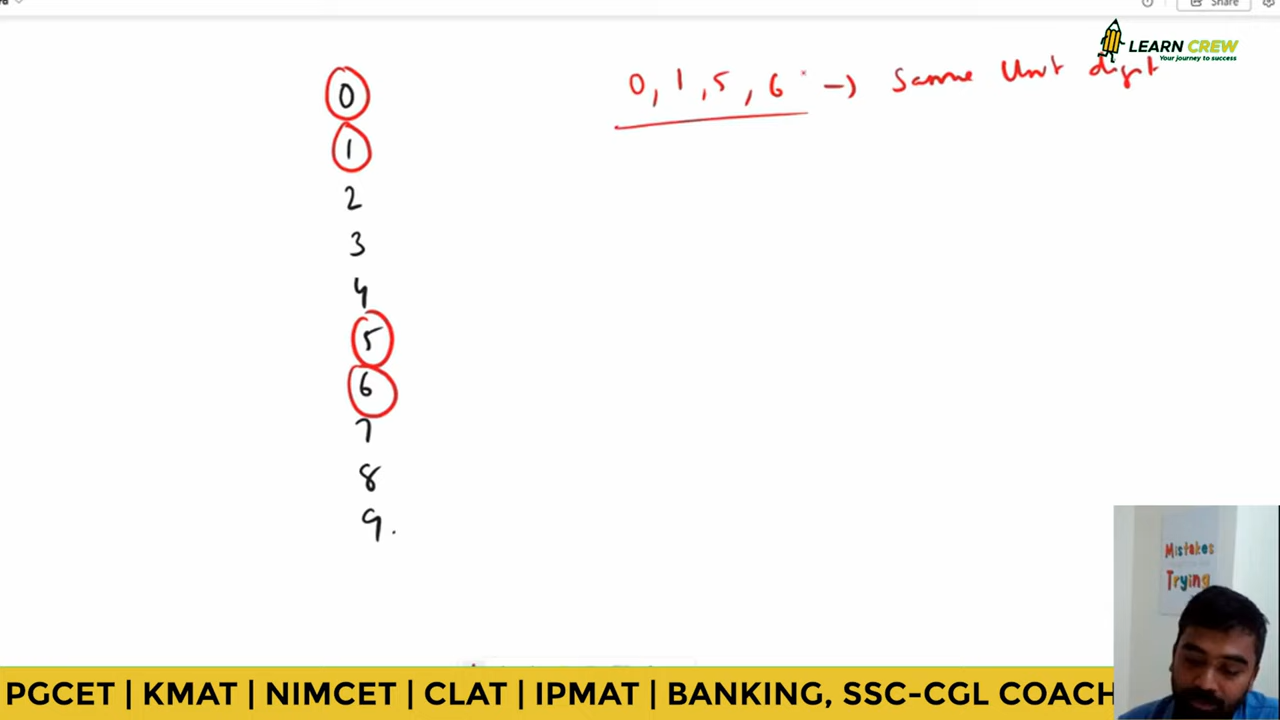 Share
LEARN CREW
Your journey to success
0, 1, 5, 6 → Same Unit digit
0
1
2
3
4
5
6
7
8
9.
Mistakes
Trying
PGCET | KMAT | NIMCET | CLAT | IPMAT | BANKING, SSC-CGL COACH